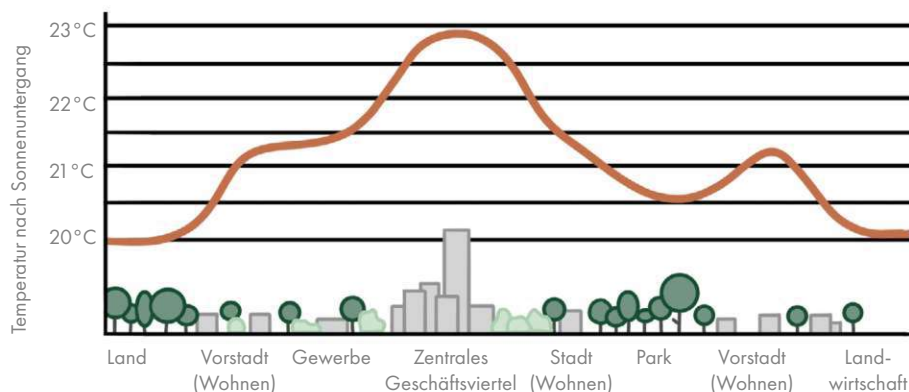 Temperatur nach Sonnenuntergang
23°C
22°C
21°C
20°C
Land
Vorstadt
(Wohnen)
Gewerbe
Zentrales
Geschäftsviertel
Stadt
(Wohnen)
Park
Vorstadt
(Wohnen)
Land-
wirtschaft